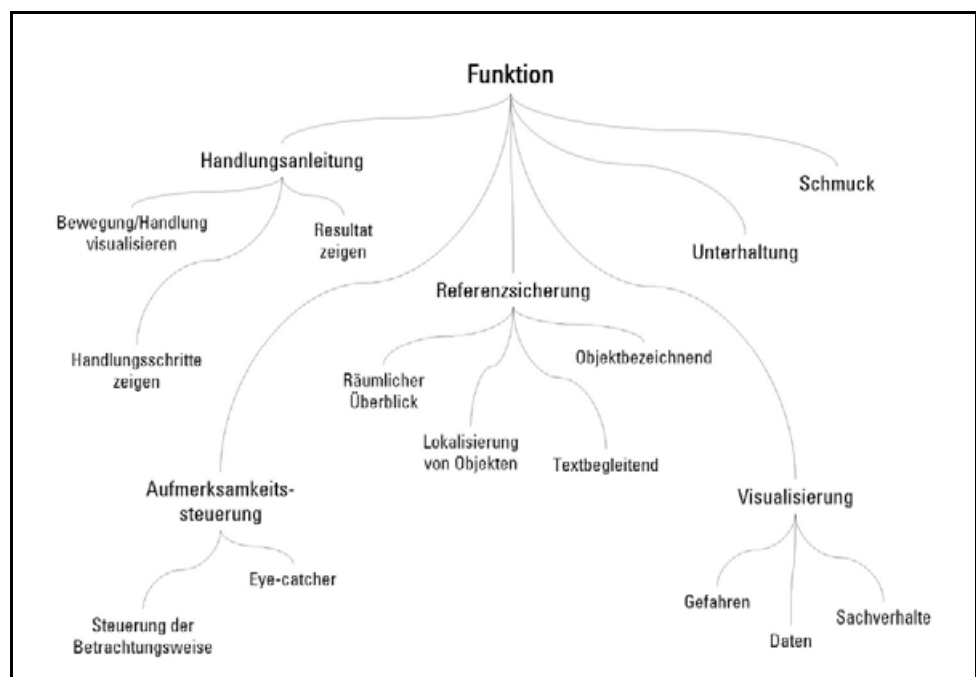 Funktion
Handlungsanleitung
Schmuck
Bewegung/Handlung
visualisieren
Resultat
zeigen
Unterhaltung
Referenzsicherung
Handlungsschritte
zeigen
Räumlicher
Überblick
Objektbezeichnend
Lokalisierung
von Objekten
Textbegleitend
Aufmerksamkeits-
steuerung
Visualisierung
Eye-catcher
Steuerung der
Betrachtungsweise
Gefahren
Daten
Sachverhalte